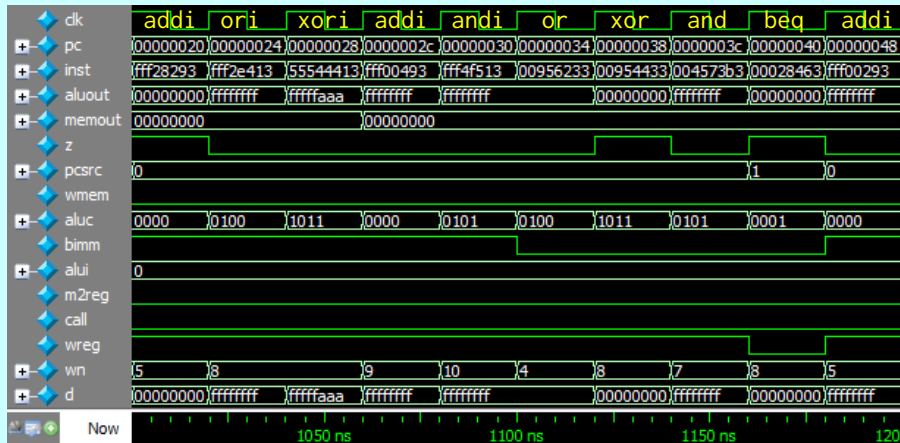 clk addi ori xori addi andi or xor and beq addi
pc 00000020 00000024 00000028 0000002c 00000030 00000034 00000038 0000003c 00000040 00000048
inst fff28293 fff2e413 55544413 fff00493 fff4f513 00956233 00954433 004573b3 00028463 fff00293
aluout 00000000 ffffffff fffffaaa ffffffff ffffffff 00000000 ffffffff 00000000 ffffffff
memout 00000000 00000000
z
pcsrc 0 1 0
wmem
aluc 0000 0100 1011 0000 0101 0100 1011 0101 0001 0000
bimm
alui 0
m2reg
call
wreg
wn 5 8 9 10 4 8 7 8 5
d 00000000 ffffffff fffffaaa ffffffff ffffffff 00000000 ffffffff 00000000 ffffffff
Now 1050 ns 1100 ns 1150 ns 120